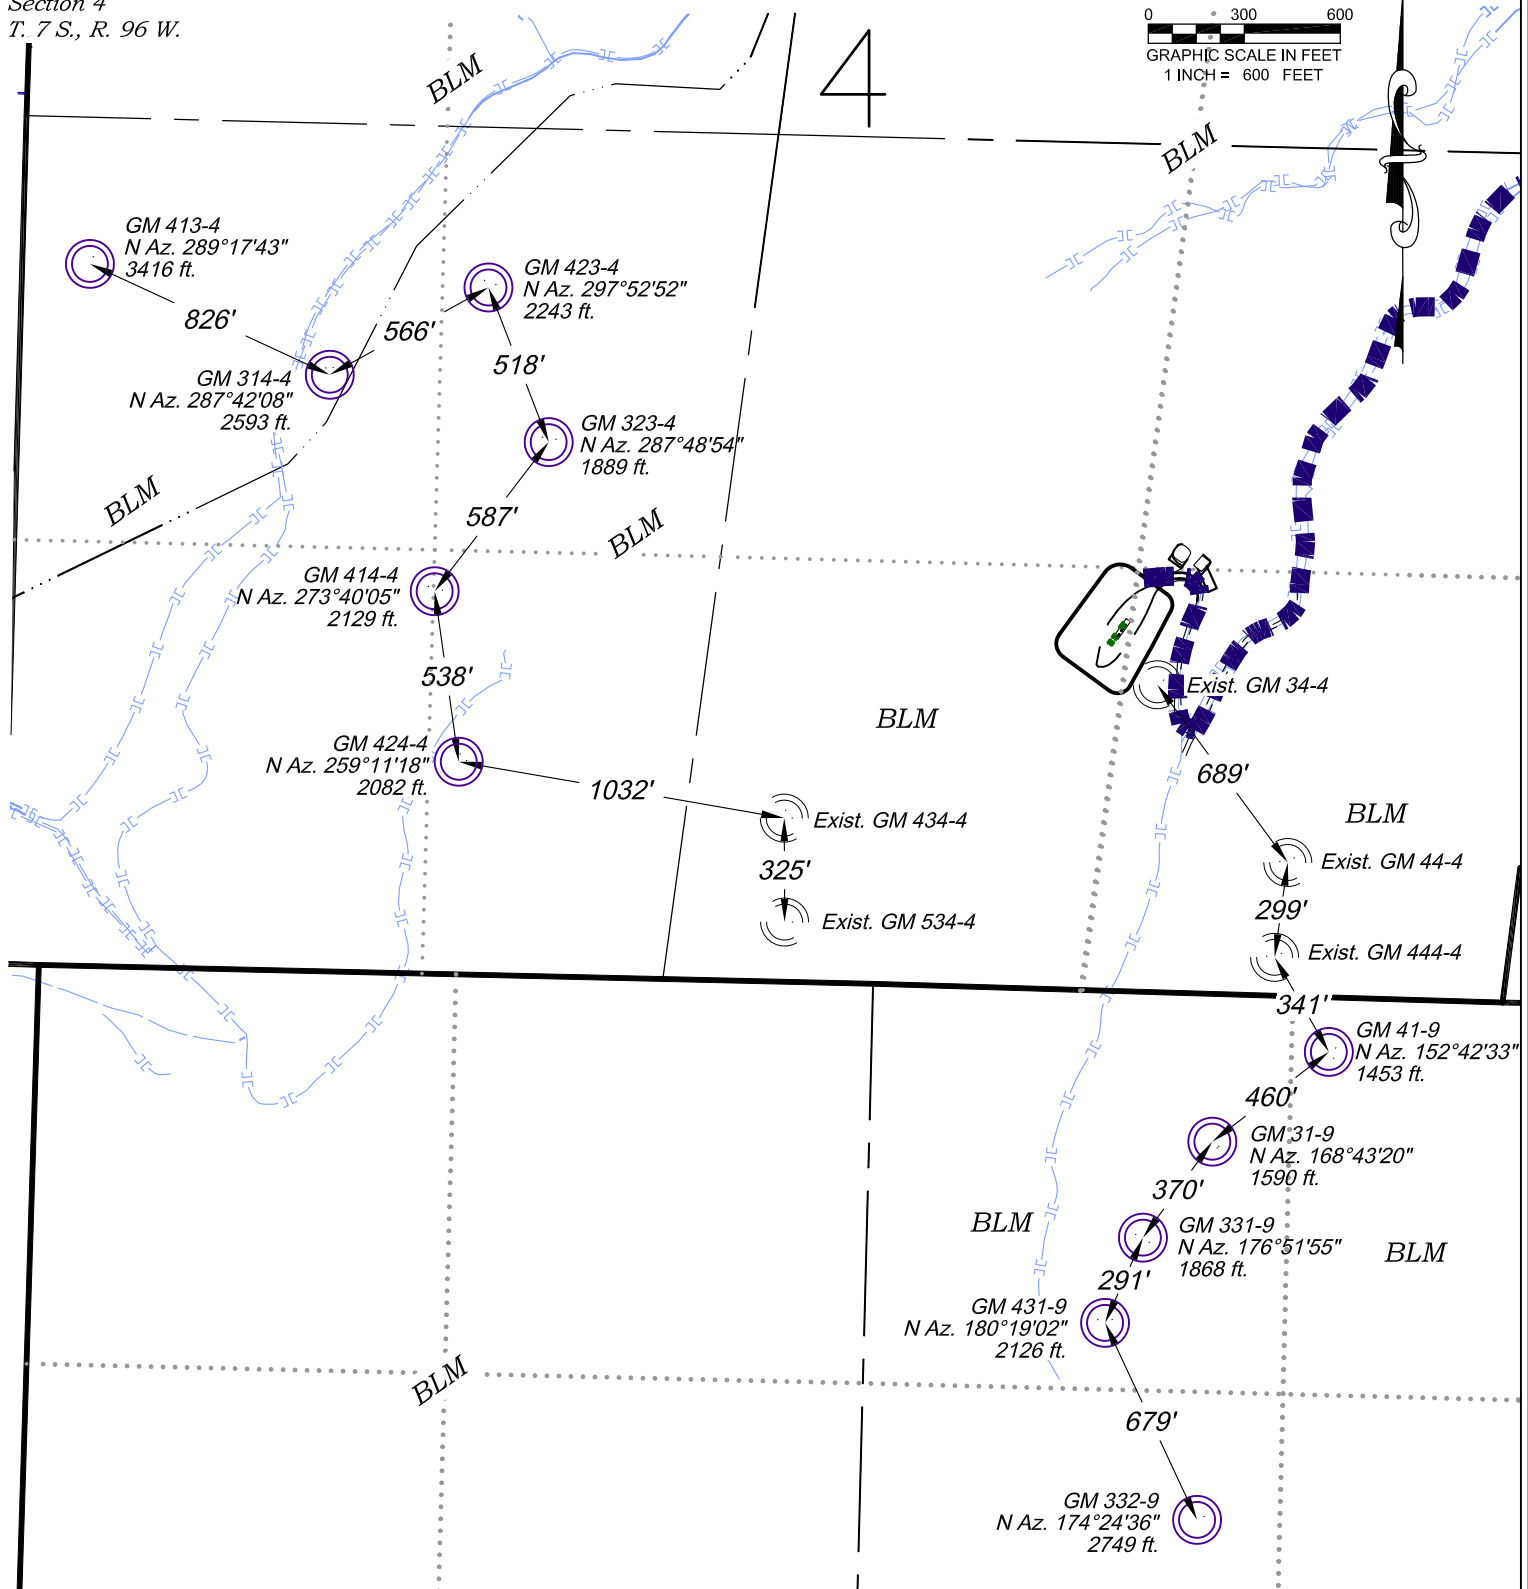 Section 4
T. 7 S., R. 96 W.
0 300 600
GRAPHIC SCALE IN FEET
1 INCH = 600 FEET
4
BLM
BLM
GM 413-4
N Az. 289°17'43"
3416 ft.
GM 423-4
N Az. 297°52'52"
2243 ft.
826'
566'
518'
GM 314-4
N Az. 287°42'08"
2593 ft.
GM 323-4
N Az. 287°48'54"
1889 ft.
BLM
587'
BLM
GM 414-4
N Az. 273°40'05"
2129 ft.
538'
Exist. GM 34-4
BLM
GM 424-4
N Az. 259°11'18"
2082 ft.
689'
1032'
BLM
Exist. GM 434-4
325'
Exist. GM 44-4
299'
Exist. GM 534-4
Exist. GM 444-4
341'
GM 41-9
N Az. 152°42'33"
1453 ft.
460'
GM 31-9
N Az. 168°43'20"
1590 ft.
370'
BLM
GM 331-9
N Az. 176°51'55"
1868 ft.
BLM
291'
GM 431-9
N Az. 180°19'02"
2126 ft.
BLM
679'
GM 332-9
N Az. 174°24'36"
2749 ft.